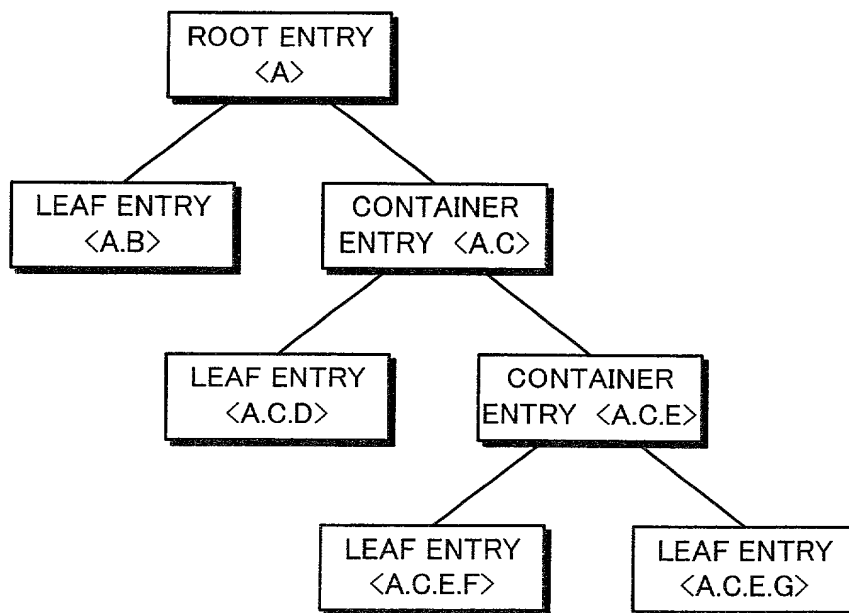 ROOT ENTRY
<A>
LEAF ENTRY
<A.B>
CONTAINER
ENTRY <A.C>
LEAF ENTRY
<A.C.D>
CONTAINER
ENTRY <A.C.E>
LEAF ENTRY
<A.C.E.F>
LEAF ENTRY
<A.C.E.G>